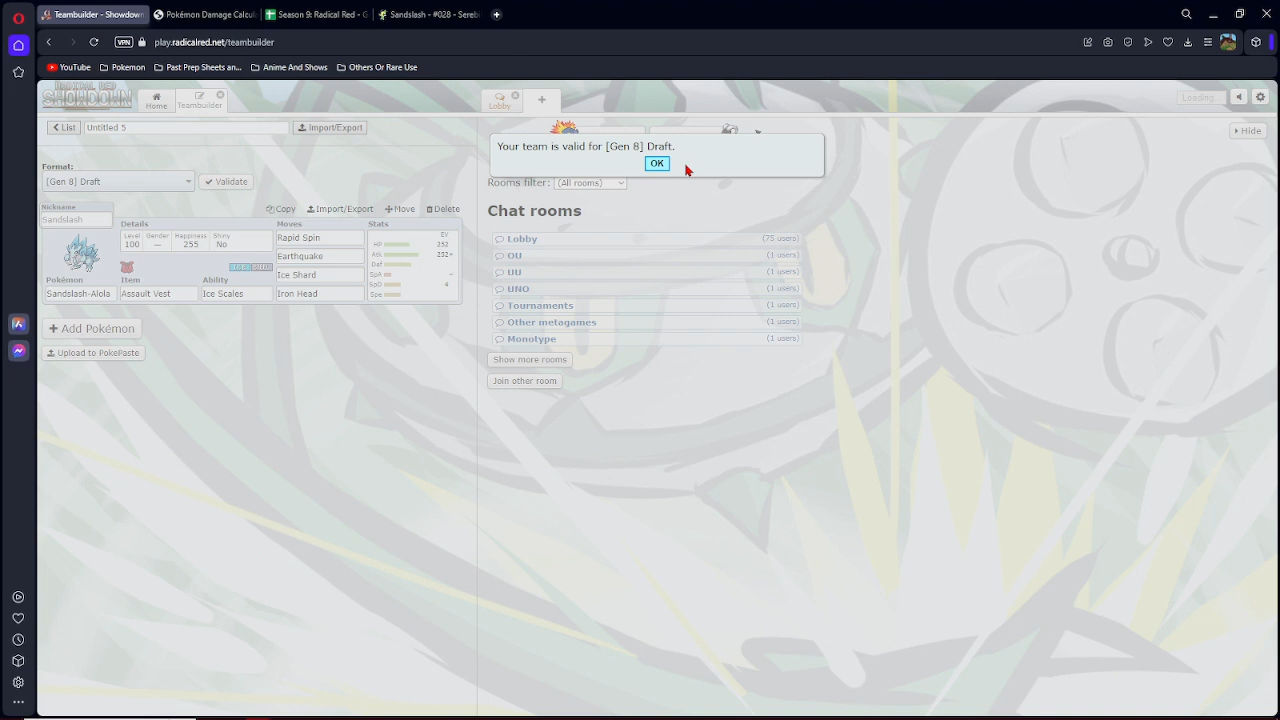 Teambuilder - Showdown
Pokémon Damage Calcul
Season 9: Radical Red - G
Sandslash - #028 - Serebi
VPN
play.radicalred.net/teambuilder
YouTube
Pokemon
Past Prep Sheets an...
Anime And Shows
Others Or Rare Use
RADICAL RED
SHOWDOWN
Home
Teambuilder
Lobby
Loading...
< List
Untitled 5
Import/Export
Hide
Your team is valid for [Gen 8] Draft.
OK
Format:
[Gen 8] Draft
Validate
Rooms filter:
(All rooms)
Copy
Import/Export
Move
Delete
Nickname
Sandslash
Details
Level
100
Gender
—
Happiness
255
Shiny
No
Pokémon
Sandslash-Alola
Item
Assault Vest
Ability
Ice Scales
Moves
Rapid Spin
Earthquake
Ice Shard
Iron Head
Stats
EV
HP
252
Atk
252+
Def
SpA
−
SpD
4
Spe
+ Add Pokémon
Upload to PokePaste
Chat rooms
Lobby (75 users)
OU (1 users)
UU (1 users)
UNO (1 users)
Tournaments (1 users)
Other metagames (1 users)
Monotype (1 users)
Show more rooms
Join other room